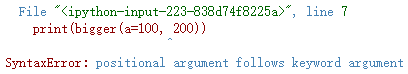 File "<ipython-input-223-838d74f8225a>", line 7
print(bigger(a=100, 200))
^
SyntaxError: positional argument follows keyword argument